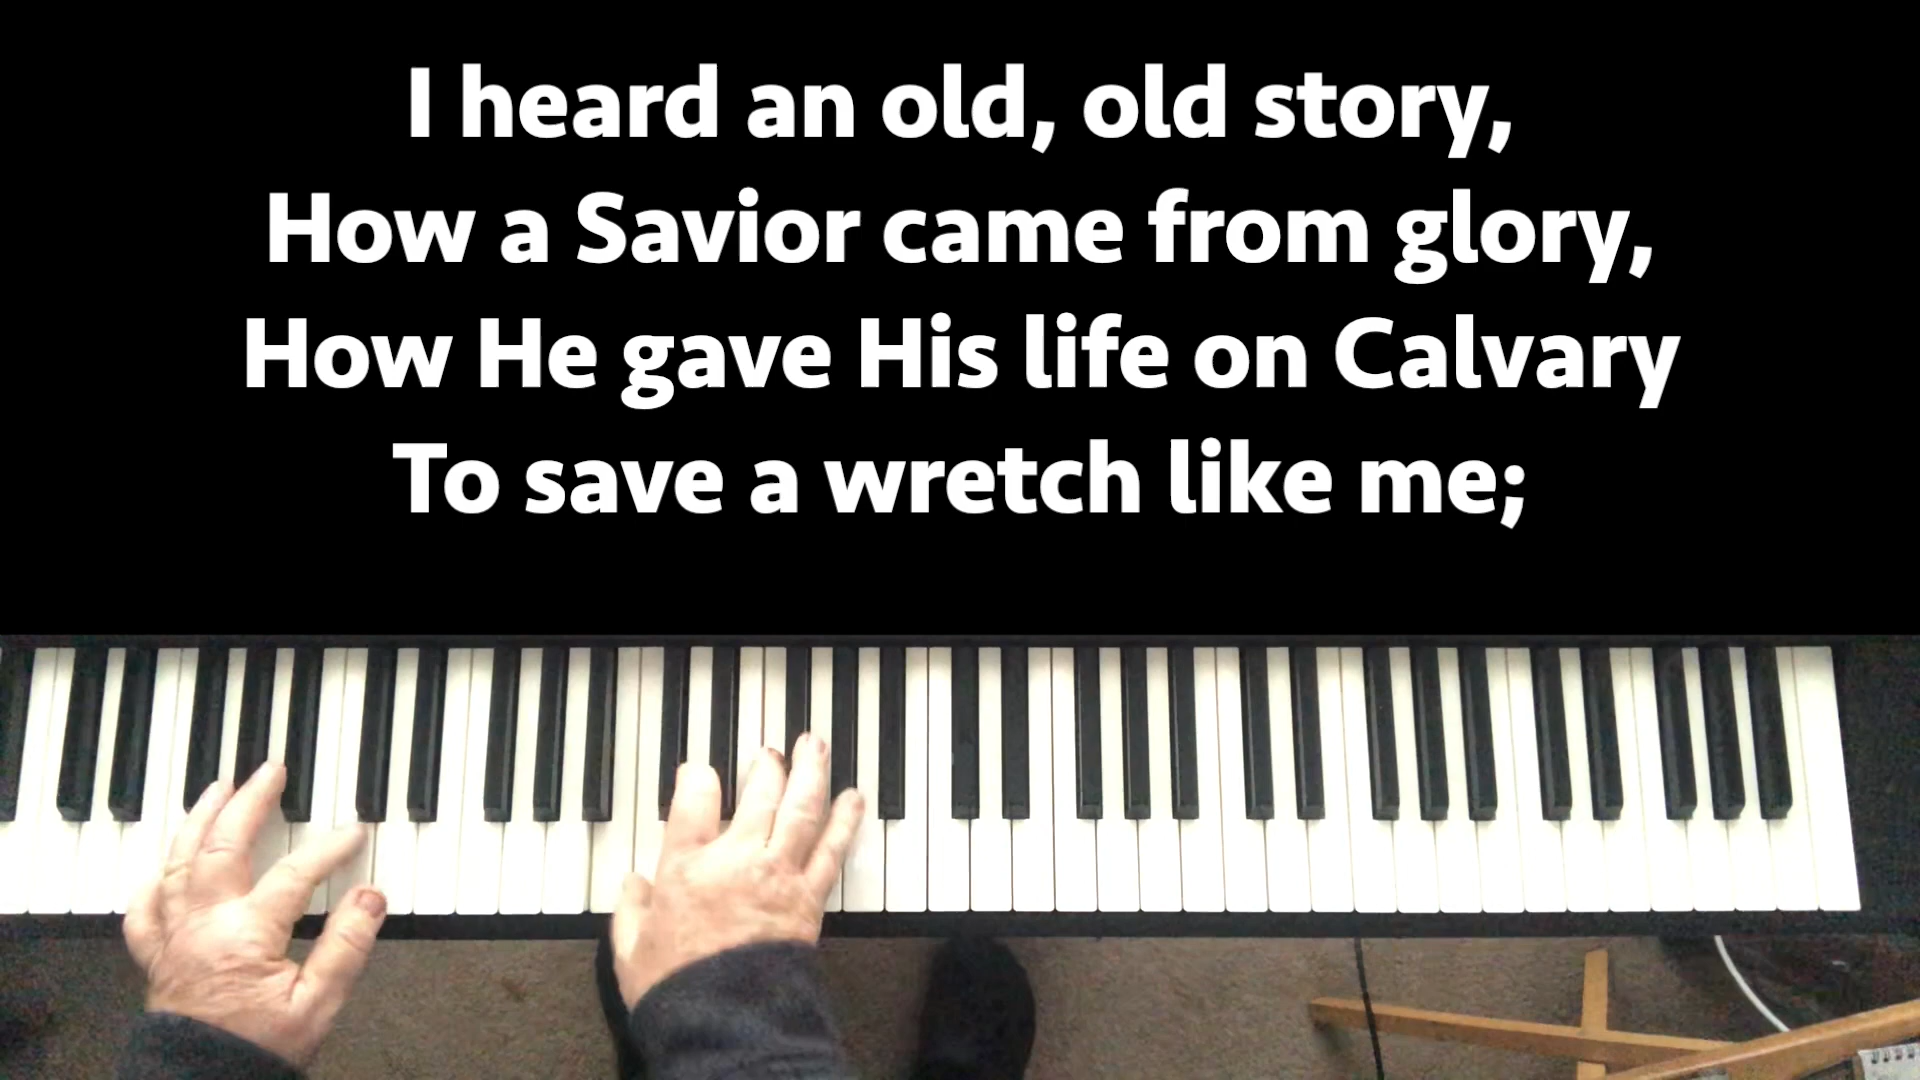 I heard an old, old story,
How a Savior came from glory,
How He gave His life on Calvary
To save a wretch like me;